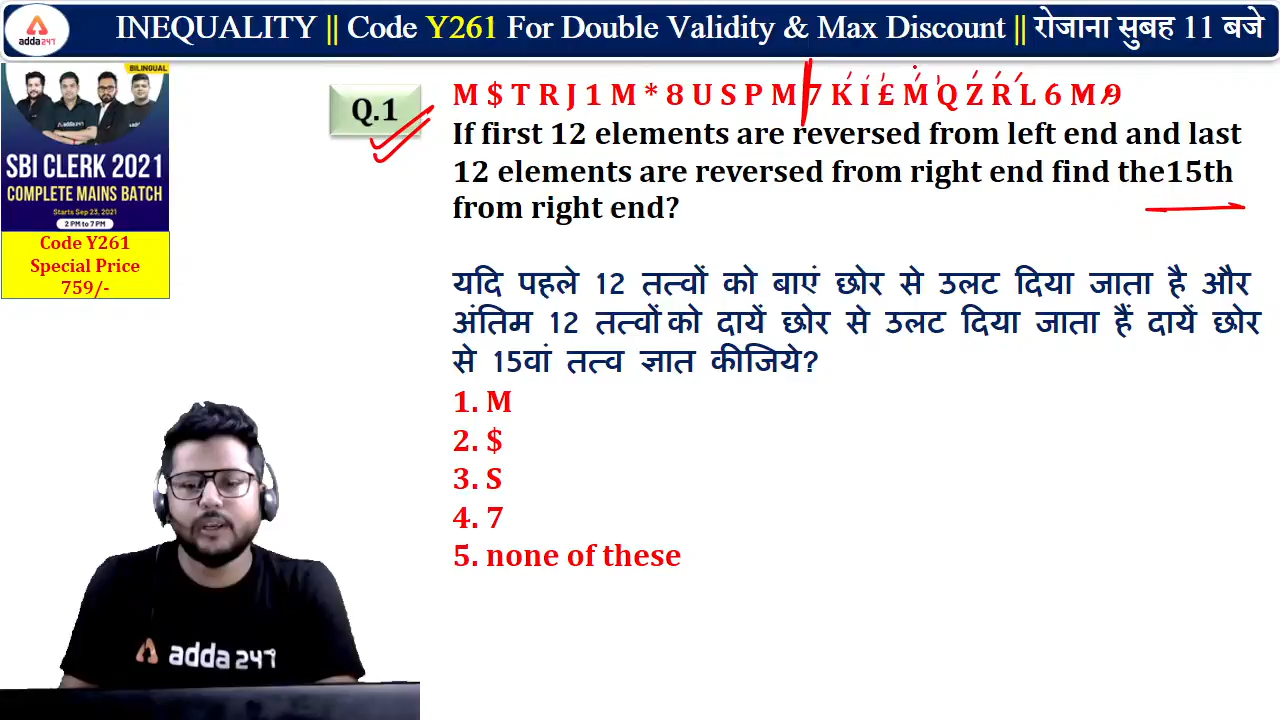 INEQUALITY || Code Y261 For Double Validity & Max Discount || रोजाना सुबह 11 बजे
adda247
BILINGUAL
SBI CLERK 2021
COMPLETE MAINS BATCH
Starts Sep 23, 2021
2 PM to 7 PM
Code Y261
Special Price
759/-
Q.1
M $ T R J 1 M * 8 U S P M 7 K I £ M Q Z R L 6 M 9
If first 12 elements are reversed from left end and last
12 elements are reversed from right end find the15th
from right end?
यदि पहले 12 तत्वों को बाएं छोर से उलट दिया जाता है और
अंतिम 12 तत्वों को दायें छोर से उलट दिया जाता हैं दायें छोर
से 15वां तत्व ज्ञात कीजिये?
1. M
2. $
3. S
4. 7
5. none of these
adda247